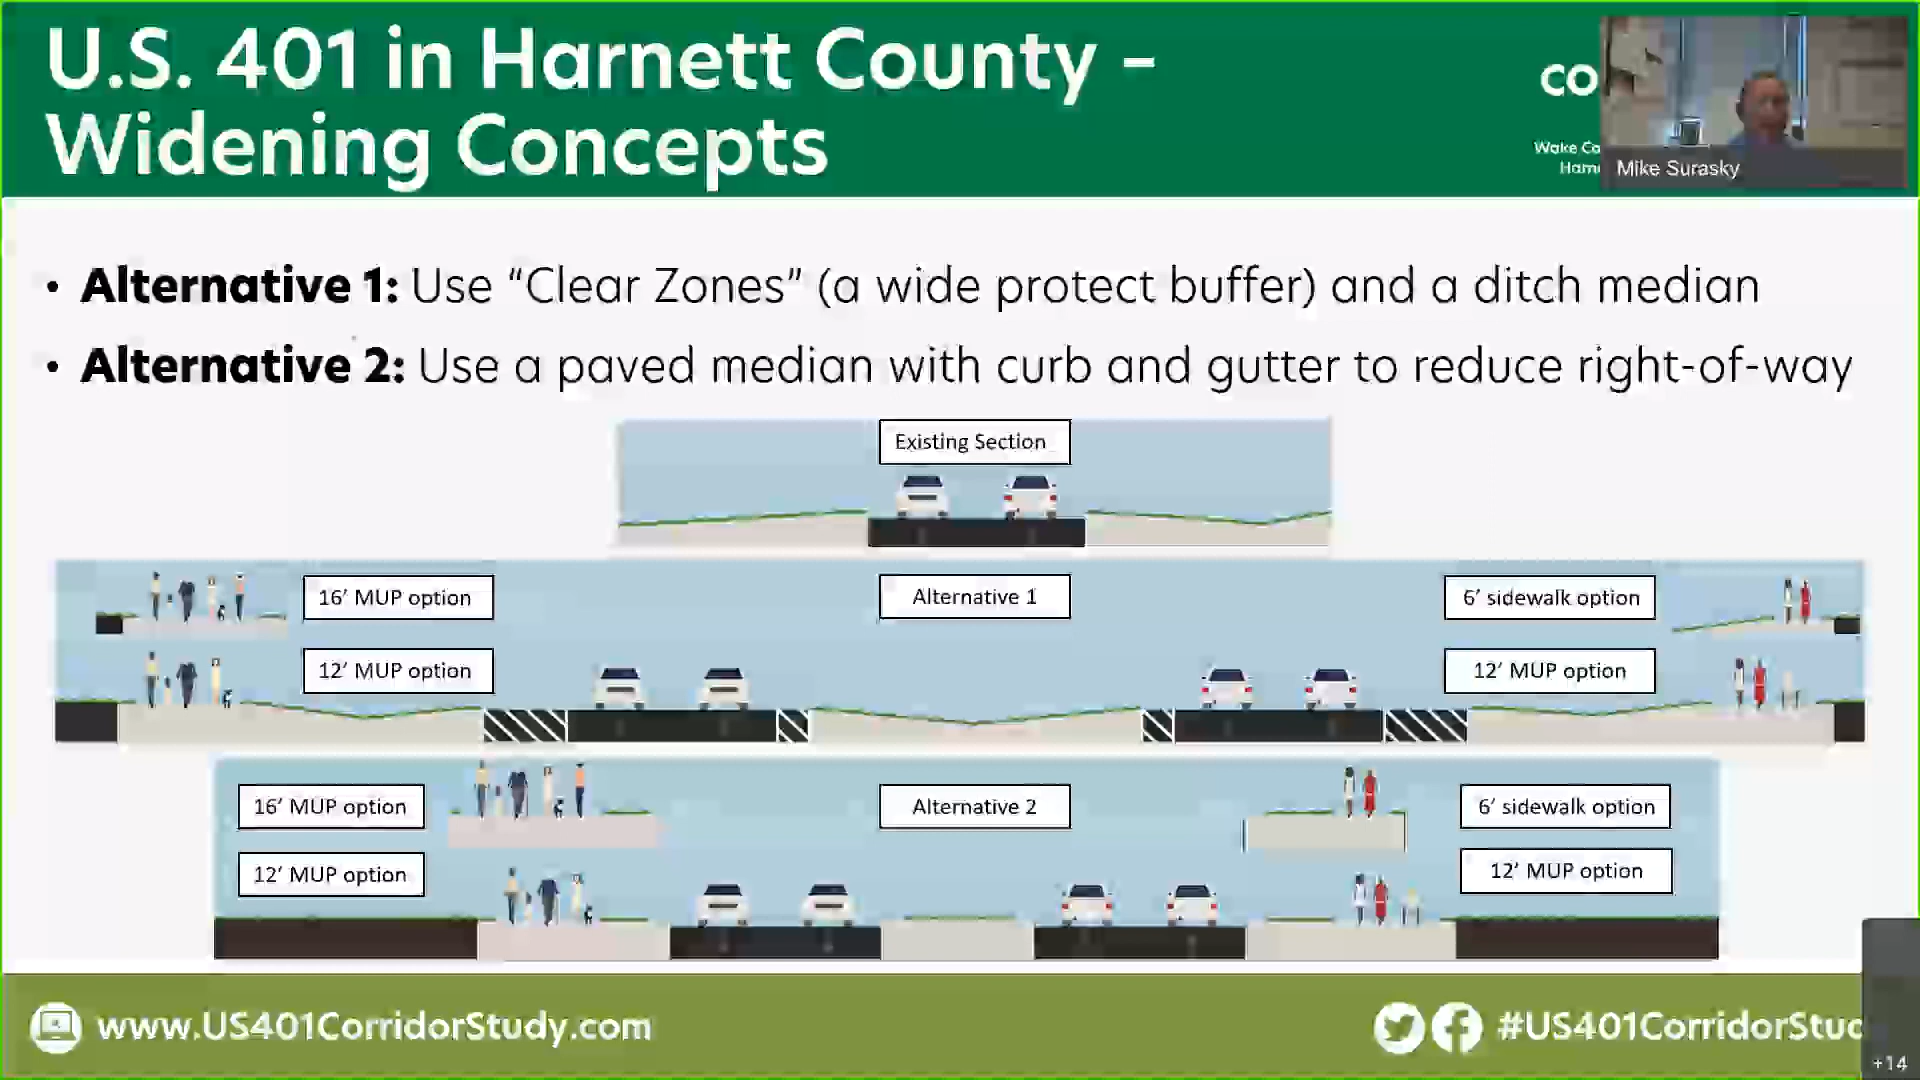 U.S. 401 in Harnett County –
Widening Concepts
CO
Wake Co
Harn
Mike Surasky
• Alternative 1: Use “Clear Zones” (a wide protect buffer) and a ditch median
• Alternative 2: Use a paved median with curb and gutter to reduce right-of-way
Existing Section
16’ MUP option
Alternative 1
6’ sidewalk option
12’ MUP option
12’ MUP option
16’ MUP option
Alternative 2
6’ sidewalk option
12’ MUP option
12’ MUP option
www.US401CorridorStudy.com
#US401CorridorStud
+14